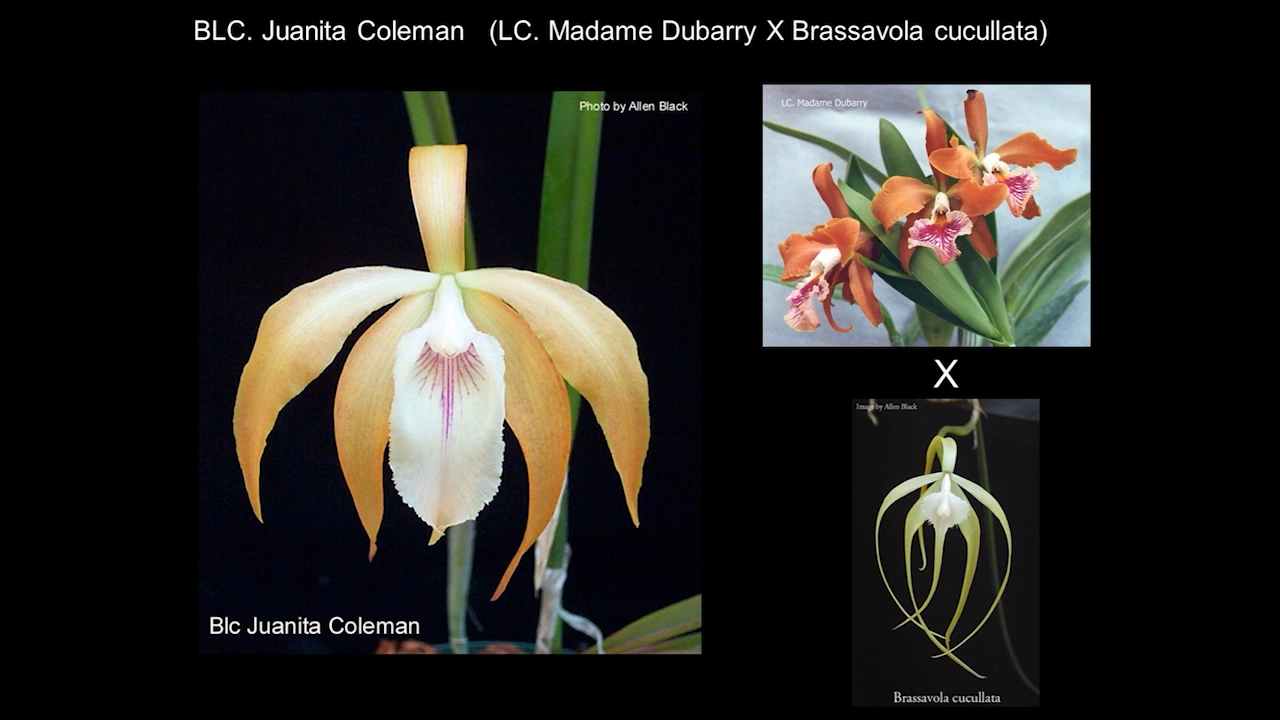 BLC. Juanita Coleman (LC. Madame Dubarry X Brassavola cucullata)
Photo by Allen Black
Blc Juanita Coleman
LC. Madame Dubarry
X
Image by Allen Black
Brassavola cucullata